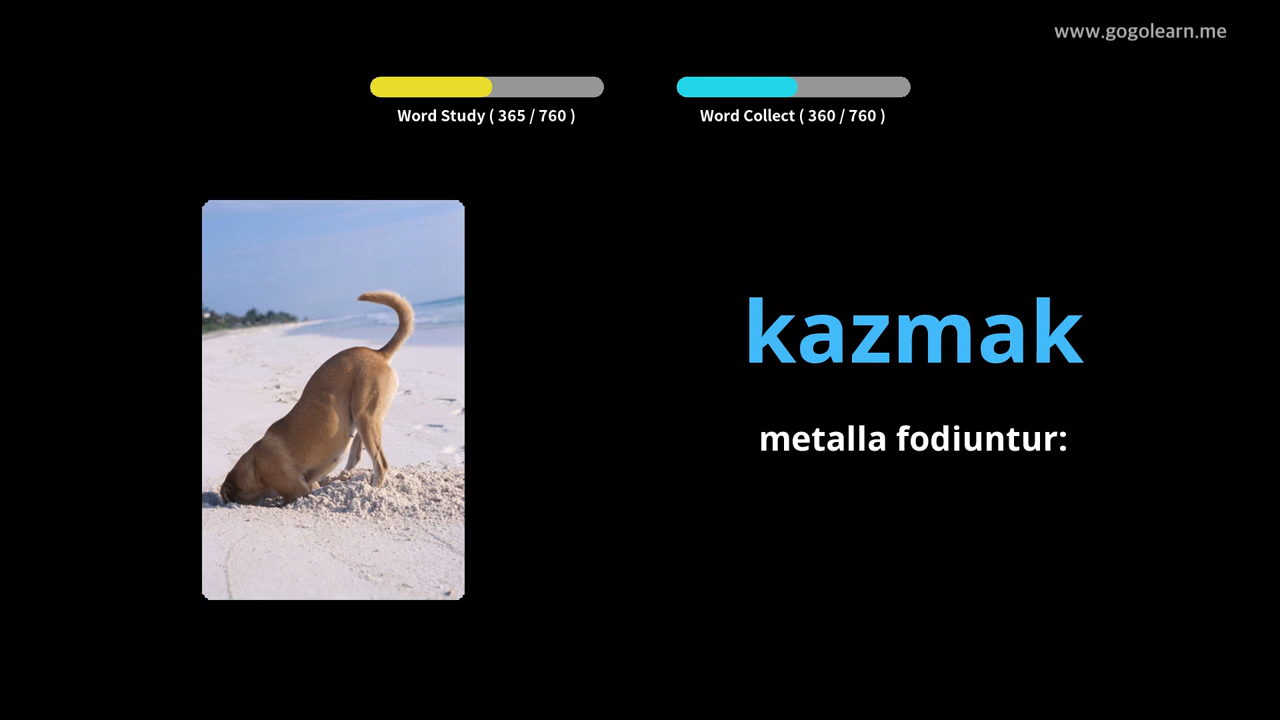 www.gogolearn.me
Word Study ( 365 / 760 )
Word Collect ( 360 / 760 )
kazmak
metalla fodiuntur: